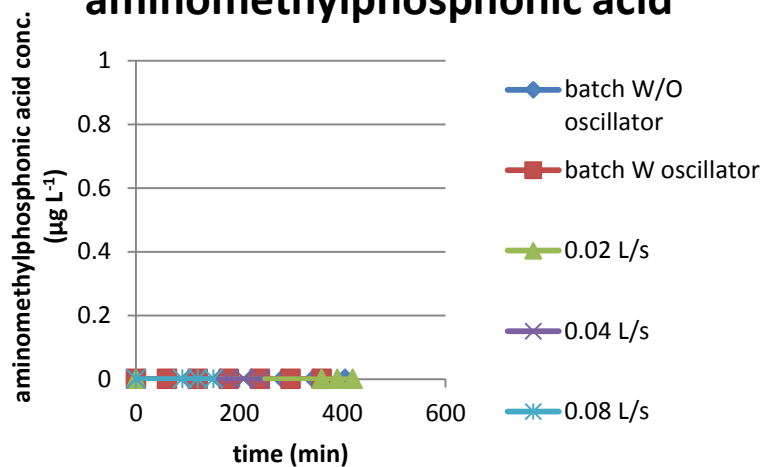 aminomethylphosphonic acid
aminomethylphosphonic acid conc.
(µg L⁻¹)
1
0.8
0.6
0.4
0.2
0
0 200 400 600
time (min)
batch W/O
oscillator
batch W oscillator
0.02 L/s
0.04 L/s
0.08 L/s